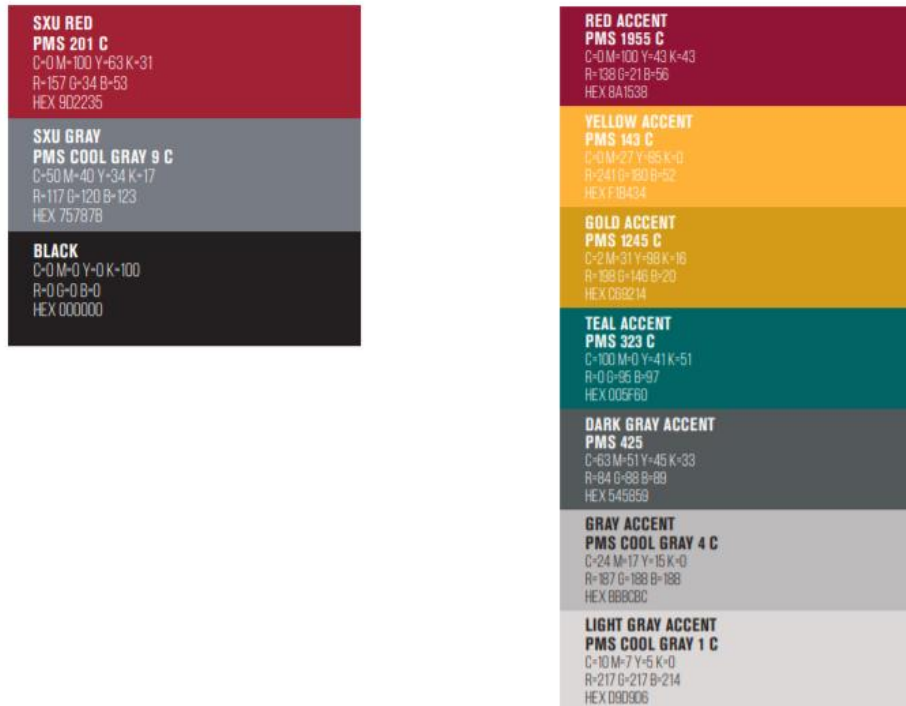 SXU RED
PMS 201 C
C=0 M=100 Y=63 K=31
R=157 G=34 B=53
HEX 9D2235
SXU GRAY
PMS COOL GRAY 9 C
C=50 M=40 Y=34 K=17
R=117 G=120 B=123
HEX 75787B
BLACK
C=0 M=0 Y=0 K=100
R=0 G=0 B=0
HEX 000000
RED ACCENT
PMS 1955 C
C=0 M=100 Y=43 K=43
R=138 G=21 B=56
HEX 8A1538
YELLOW ACCENT
PMS 143 C
C=0 M=27 Y=85 K=0
R=241 G=180 B=52
HEX F1B434
GOLD ACCENT
PMS 1245 C
C=2 M=31 Y=98 K=16
R=198 G=146 B=20
HEX C69214
TEAL ACCENT
PMS 323 C
C=100 M=0 Y=41 K=51
R=0 G=95 B=97
HEX 005F60
DARK GRAY ACCENT
PMS 425
C=63 M=51 Y=45 K=33
R=84 G=88 B=89
HEX 545859
GRAY ACCENT
PMS COOL GRAY 4 C
C=24 M=17 Y=15 K=0
R=187 G=188 B=188
HEX BBBCBC
LIGHT GRAY ACCENT
PMS COOL GRAY 1 C
C=10 M=7 Y=5 K=0
R=217 G=217 B=214
HEX D9D9D6